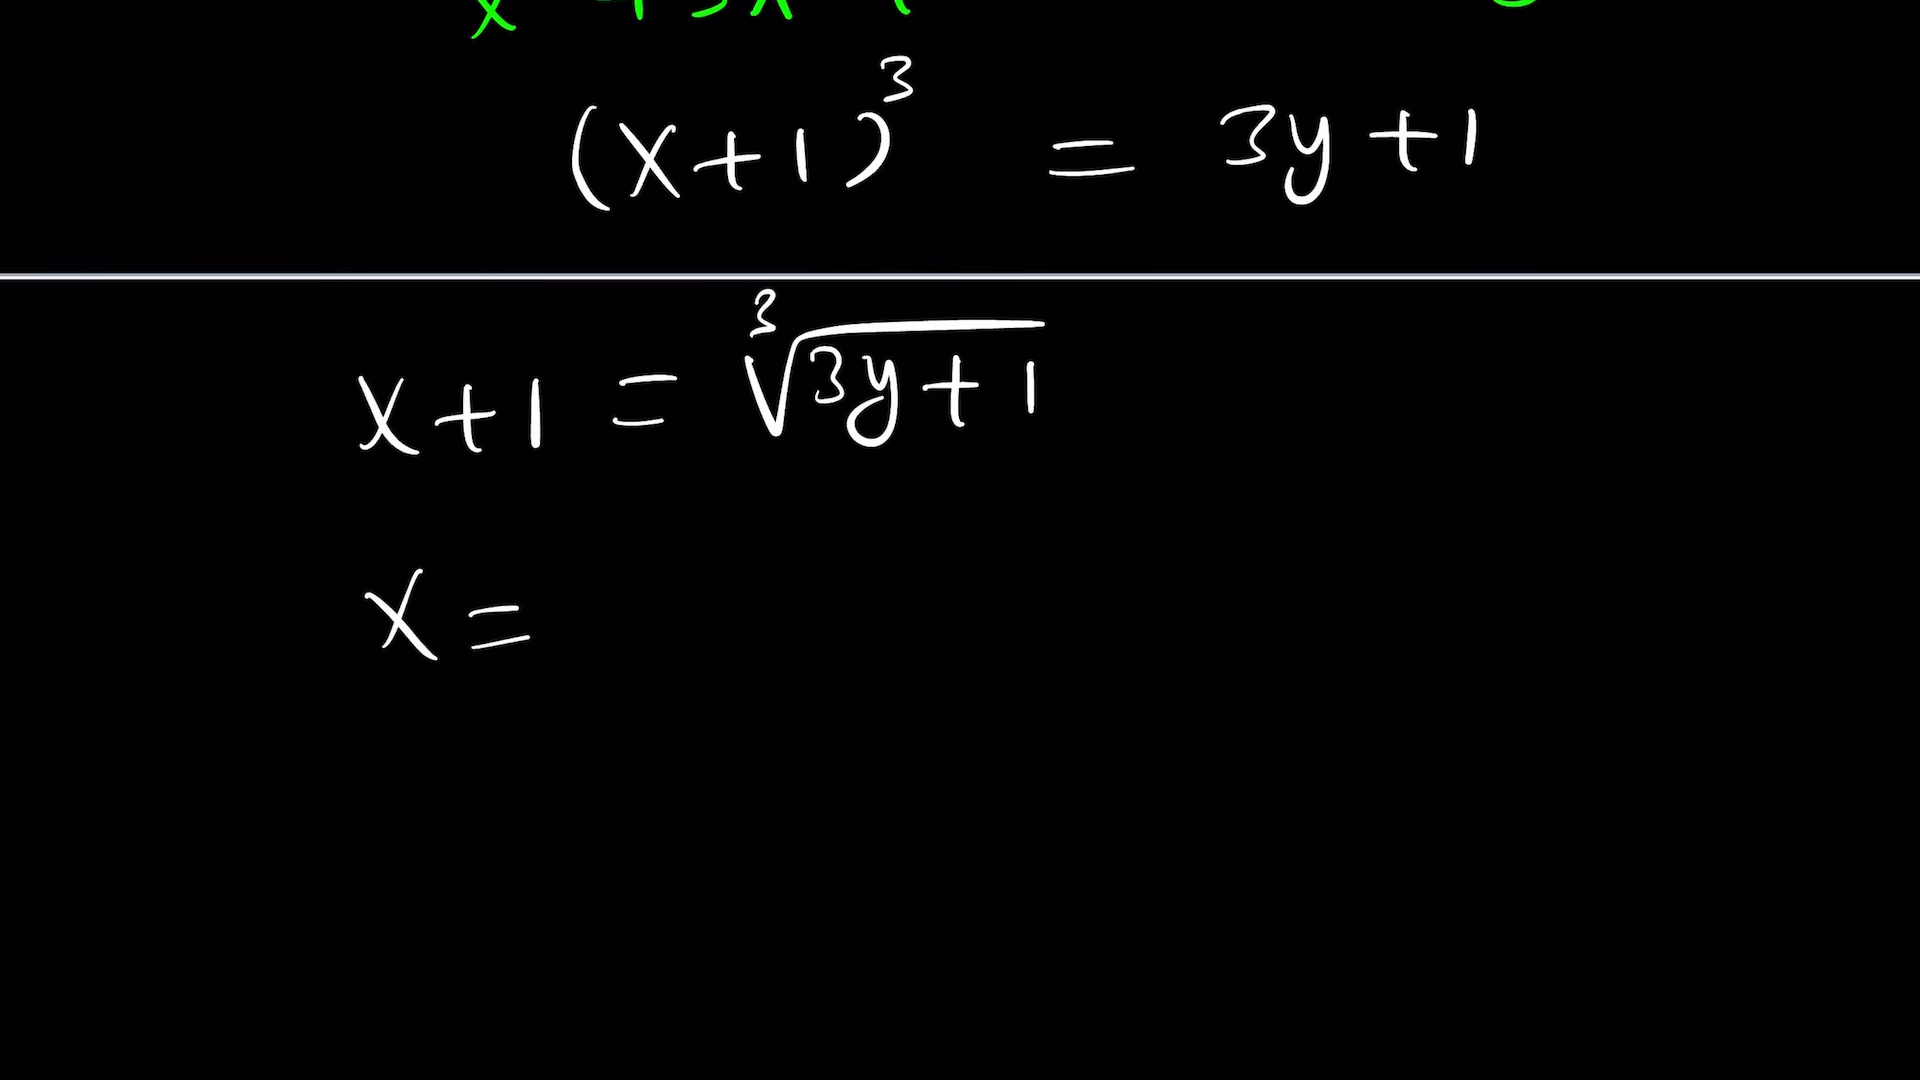 (x+1)³ = 3y+1
x+1 = ∛(3y+1)
x =